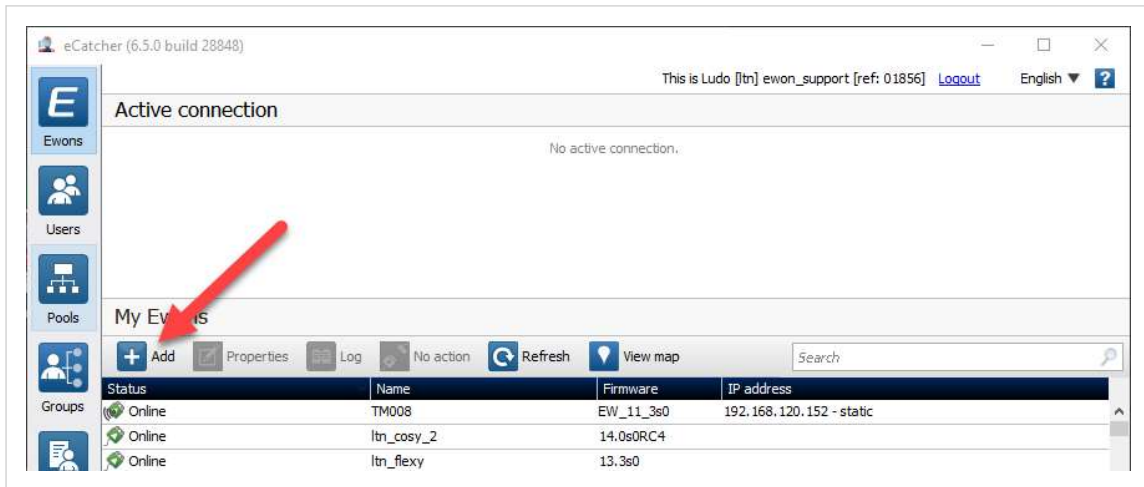 eCatcher (6.5.0 build 28848)
This is Ludo [ltn] ewon_support [ref: 01856] Logout English ?
Active connection
Ewons
No active connection.
Users
Pools
My Ewons
Add Properties Log No action Refresh View map Search
Status Name Firmware IP address
Groups
Online TM008 EW_11_3s0 192.168.120.152 - static
Online ltn_cosy_2 14.0s0RC4
Online ltn_flexy 13.3s0